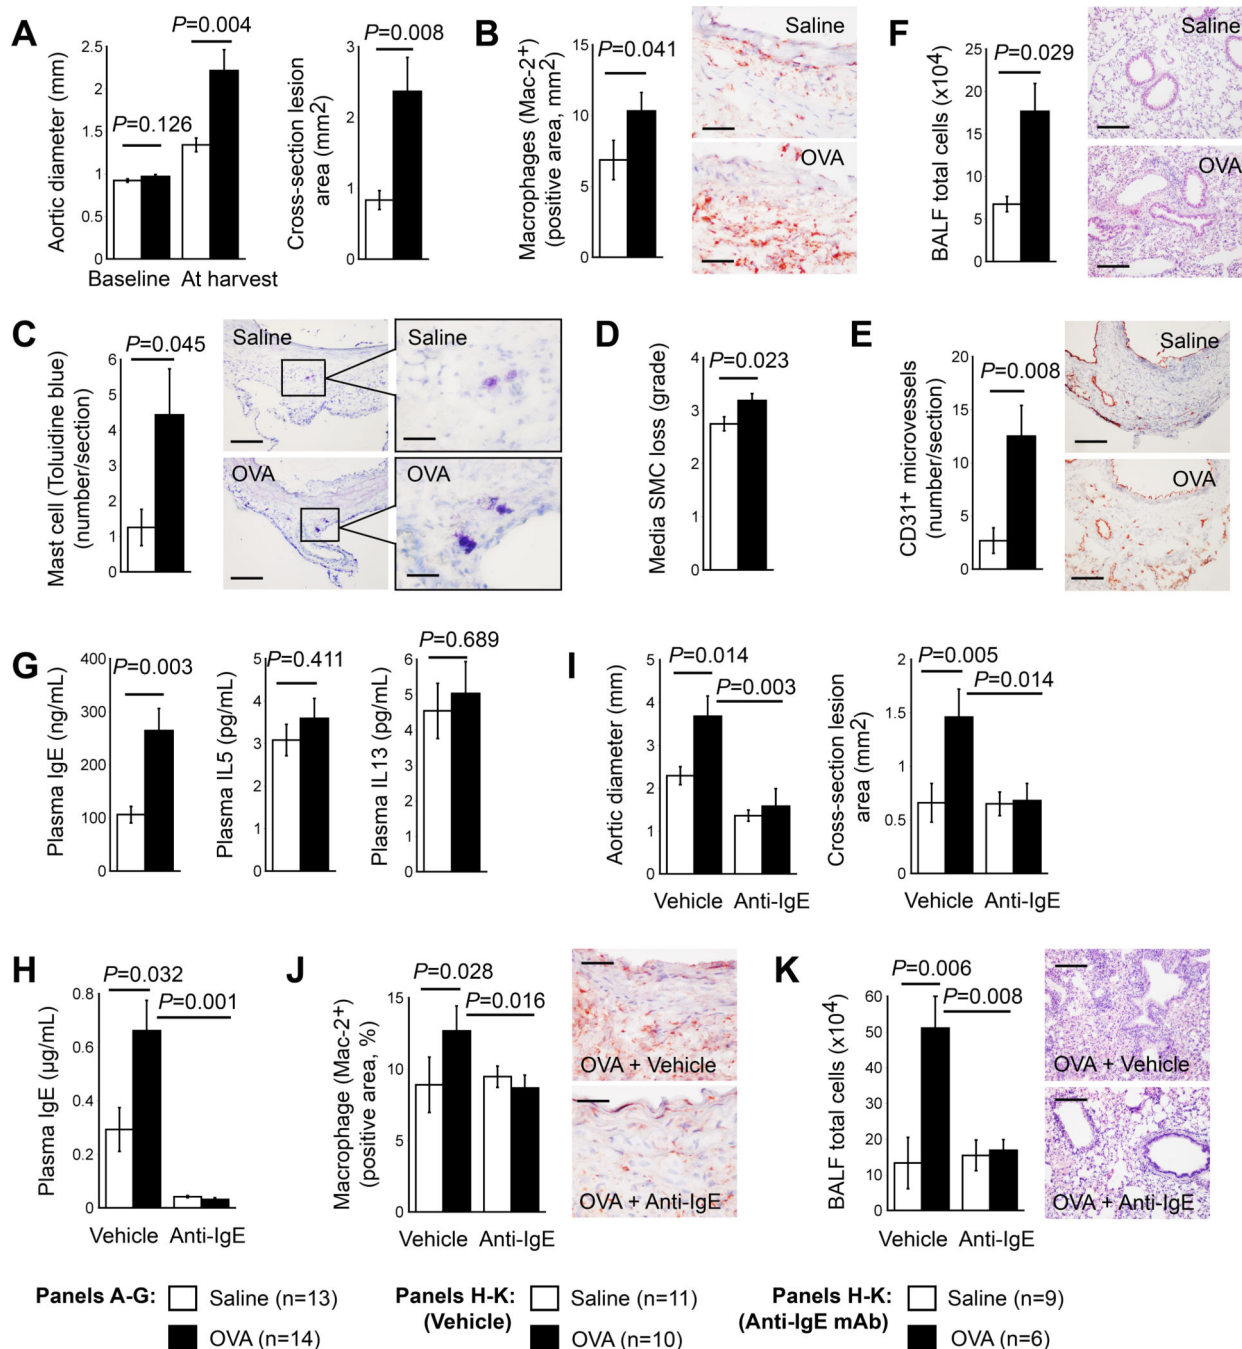 A
Aortic diameter (mm)
2.5
2
1.5
1
0.5
0
P=0.126
P=0.004
Baseline
At harvest
Cross-section lesion
area (mm2)
3
2
1
0
P=0.008
B
Macrophages (Mac-2+)
(positive area, mm2)
15
10
5
0
P=0.041
Saline
OVA
F
BALF total cells (x10⁴)
25
20
15
10
5
0
P=0.029
Saline
OVA
C
Mast cell (Toluidine blue)
(number/section)
6
5
4
3
2
1
0
P=0.045
Saline
Saline
OVA
OVA
D
Media SMC loss (grade)
4
3
2
1
0
P=0.023
E
CD31+ microvessels
(number/section)
20
15
10
5
0
P=0.008
Saline
OVA
G
Plasma IgE (ng/mL)
400
300
200
100
0
P=0.003
Plasma IL5 (pg/mL)
5
4
3
2
1
0
P=0.411
Plasma IL13 (pg/mL)
6
5
4
3
2
1
0
P=0.689
I
Aortic diameter (mm)
5
4
3
2
1
0
P=0.014
P=0.003
Vehicle
Anti-IgE
Cross-section lesion
area (mm2)
2
1.5
1
0.5
0
P=0.005
P=0.014
Vehicle
Anti-IgE
H
Plasma IgE (µg/mL)
0.8
0.6
0.4
0.2
0
P=0.032
P=0.001
Vehicle
Anti-IgE
J
Macrophage (Mac-2+)
(positive area, %)
15
10
5
0
P=0.028
P=0.016
Vehicle
Anti-IgE
OVA + Vehicle
OVA + Anti-IgE
K
BALF total cells (x10⁴)
60
50
40
30
20
10
0
P=0.006
P=0.008
Vehicle
Anti-IgE
OVA + Vehicle
OVA + Anti-IgE
Panels A-G:
Saline (n=13)
OVA (n=14)
Panels H-K:
(Vehicle)
Saline (n=11)
OVA (n=10)
Panels H-K:
(Anti-IgE mAb)
Saline (n=9)
OVA (n=6)